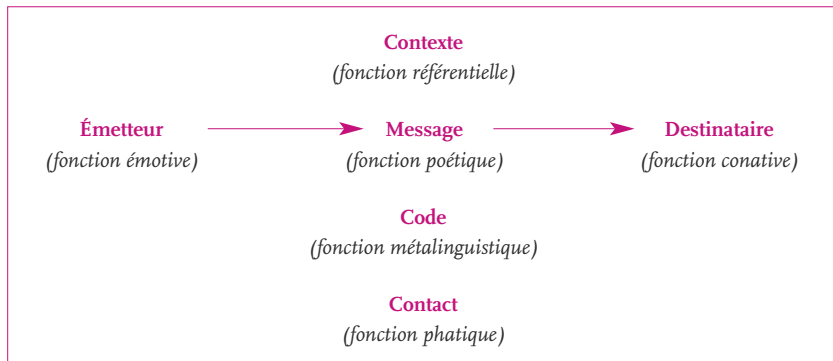 Contexte
(fonction référentielle)
Émetteur Message Destinataire
(fonction émotive) (fonction poétique) (fonction conative)
Code
(fonction métalinguistique)
Contact
(fonction phatique)